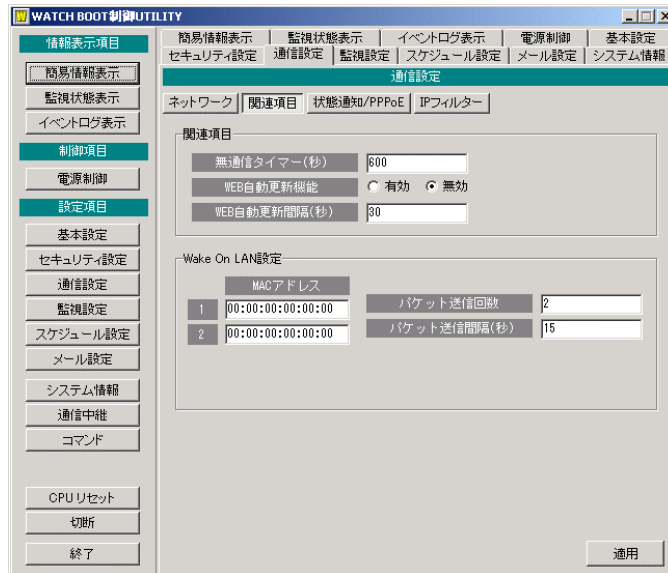 WATCH BOOT制御UTILITY
情報表示項目
簡易情報表示
監視状態表示
イベントログ表示
制御項目
電源制御
設定項目
基本設定
セキュリティ設定
通信設定
監視設定
スケジュール設定
メール設定
システム情報
通信中継
コマンド
CPUリセット
切断
終了
簡易情報表示 監視状態表示 イベントログ表示 電源制御 基本設定
セキュリティ設定 通信設定 監視設定 スケジュール設定 メール設定 システム情報
通信設定
ネットワーク 関連項目 状態通知/PPPoE IPフィルター
関連項目
無通信タイマー(秒) 600
WEB自動更新機能 有効 無効
WEB自動更新間隔(秒) 30
Wake On LAN設定
MACアドレス
1 00:00:00:00:00:00
2 00:00:00:00:00:00
パケット送信回数 2
パケット送信間隔(秒) 15
適用